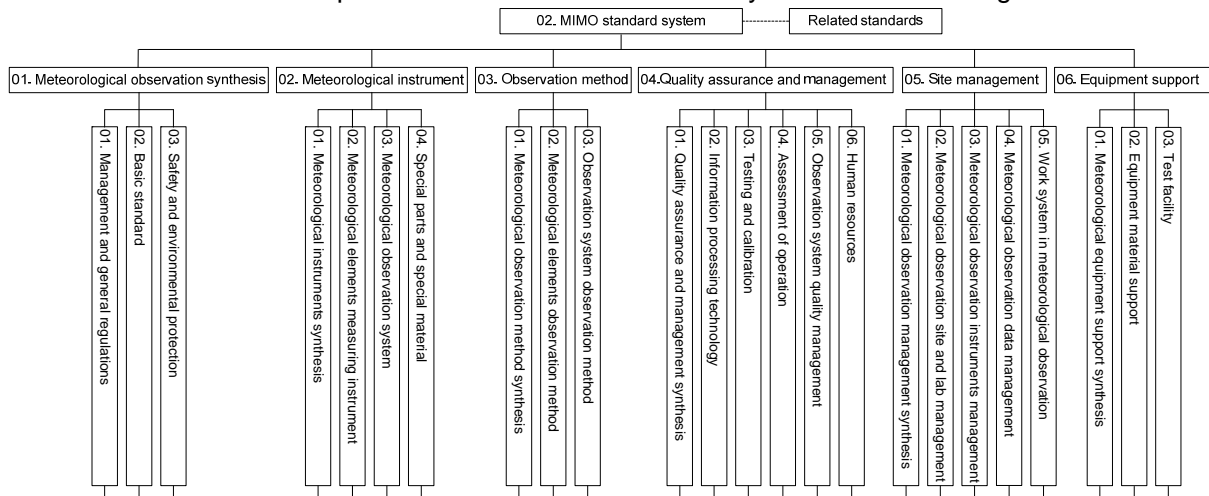 02. MIMO standard system
Related standards
01. Meteorological observation synthesis
02. Meteorological instrument
03. Observation method
04.Quality assurance and management
05. Site management
06. Equipment support
01. Management and general regulations
02. Basic standard
03. Safety and environmental protection
01. Meteorological instruments synthesis
02. Meteorological elements measuring instrument
03. Meteorological observation system
04. Special parts and special material
01. Meteorological observation method synthesis
02. Meteorological elements observation method
03. Observation system observation method
01. Quality assurance and management synthesis
02. Information processing technology
03. Testing and calibration
04. Assessment of operation
05. Observation system quality management
06. Human resources
01. Meteorological observation management synthesis
02. Meteorological observation site and lab management
03. Meteorological observation instruments management
04. Meteorological observation data management
05. Work system in meteorological observation
01. Meteorological equipment support synthesis
02. Equipment material support
03. Test facility